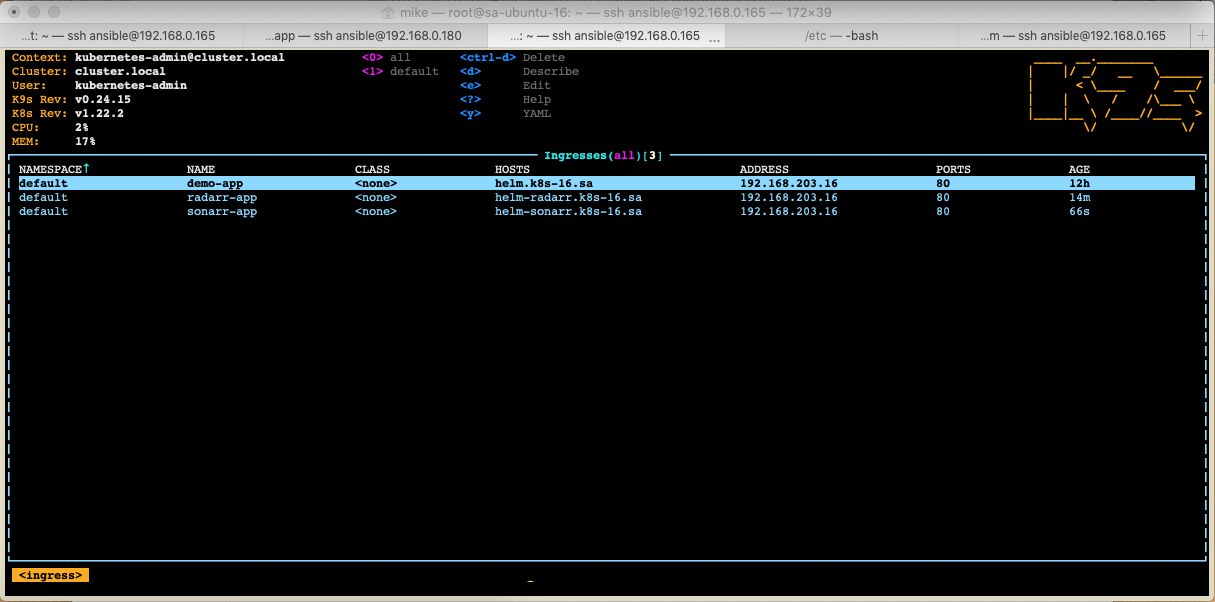 mike — root@sa-ubuntu-16: ~ — ssh ansible@192.168.0.165 — 172×39
...t: ~ — ssh ansible@192.168.0.165 ...app — ssh ansible@192.168.0.180 ...: ~ — ssh ansible@192.168.0.165 ... /etc — -bash ...m — ssh ansible@192.168.0.165 +
Context: kubernetes-admin@cluster.local <0> all <ctrl-d> Delete
Cluster: cluster.local <1> default <d> Describe
User: kubernetes-admin <e> Edit
K9s Rev: v0.24.15 <?> Help
K8s Rev: v1.22.2 <y> YAML
CPU: 2%
MEM: 17%
K9s
Ingresses(all)[3]
NAMESPACE↑ NAME CLASS HOSTS ADDRESS PORTS AGE
default demo-app <none> helm.k8s-16.sa 192.168.203.16 80 12h
default radarr-app <none> helm-radarr.k8s-16.sa 192.168.203.16 80 14m
default sonarr-app <none> helm-sonarr.k8s-16.sa 192.168.203.16 80 66s
<ingress>